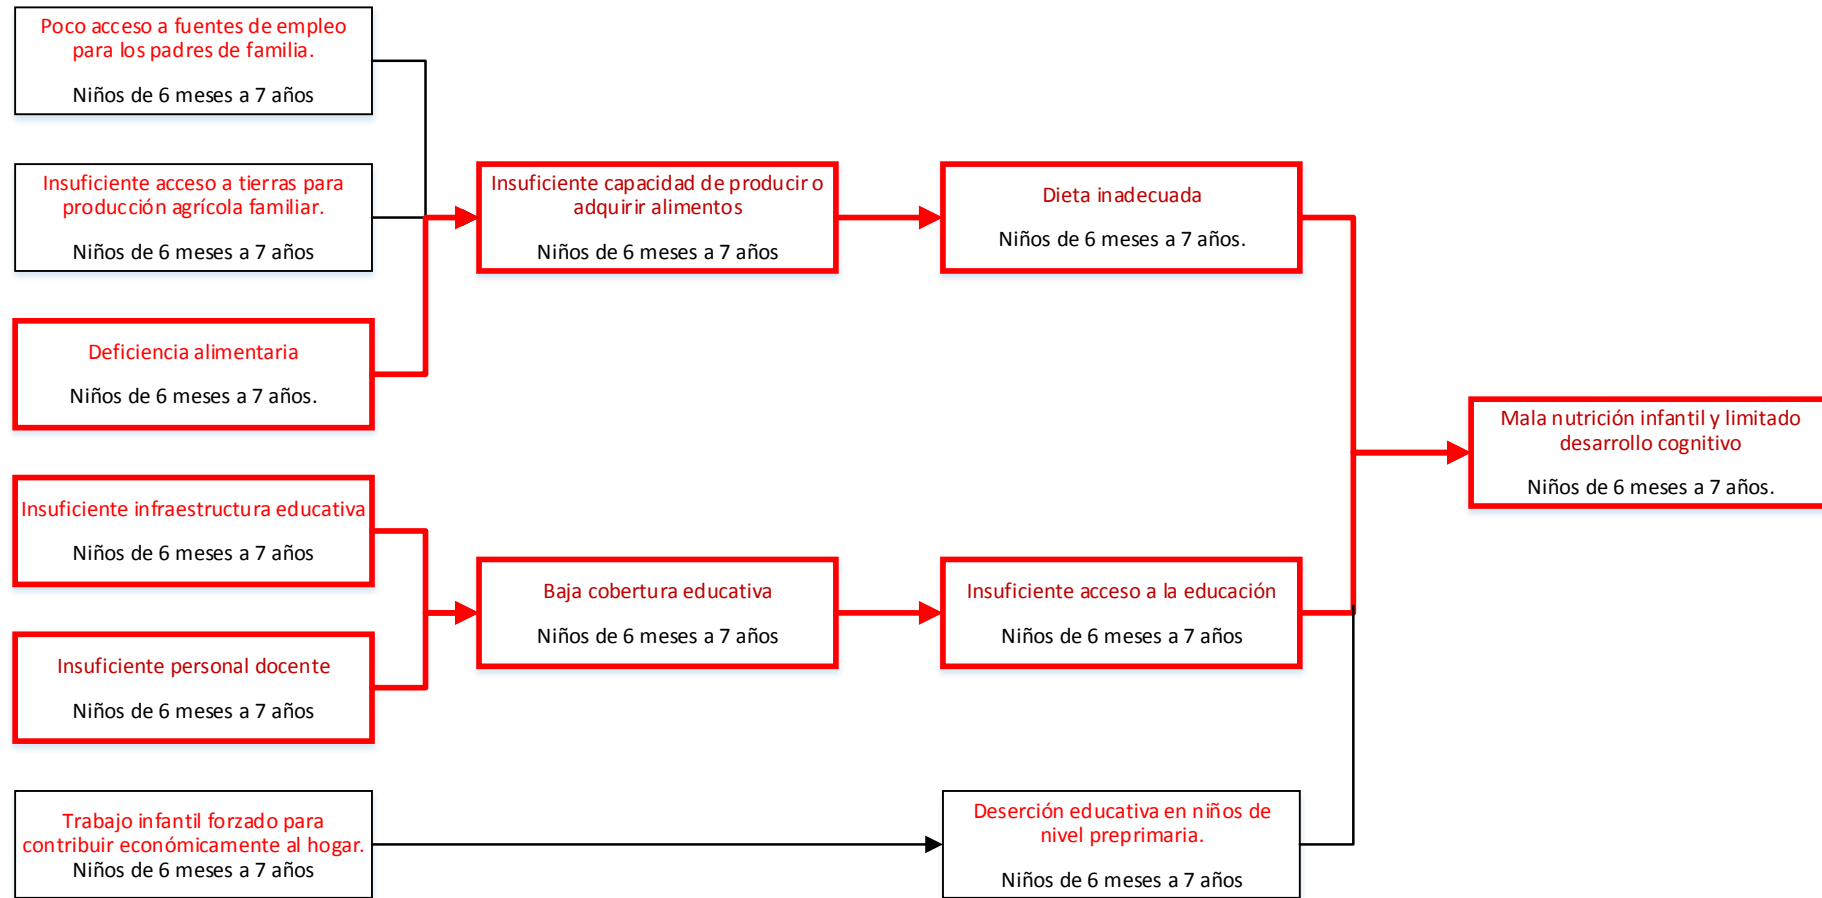 Poco acceso a fuentes de empleo
para los padres de familia.
Niños de 6 meses a 7 años
Insuficiente acceso a tierras para
producción agrícola familiar.
Niños de 6 meses a 7 años
Deficiencia alimentaria
Niños de 6 meses a 7 años.
Insuficiente infraestructura educativa
Niños de 6 meses a 7 años
Insuficiente personal docente
Niños de 6 meses a 7 años
Trabajo infantil forzado para
contribuir económicamente al hogar.
Niños de 6 meses a 7 años
Insuficiente capacidad de producir o
adquirir alimentos
Niños de 6 meses a 7 años
Baja cobertura educativa
Niños de 6 meses a 7 años
Dieta inadecuada
Niños de 6 meses a 7 años.
Insuficiente acceso a la educación
Niños de 6 meses a 7 años
Deserción educativa en niños de
nivel preprimaria.
Niños de 6 meses a 7 años
Mala nutrición infantil y limitado
desarrollo cognitivo
Niños de 6 meses a 7 años.